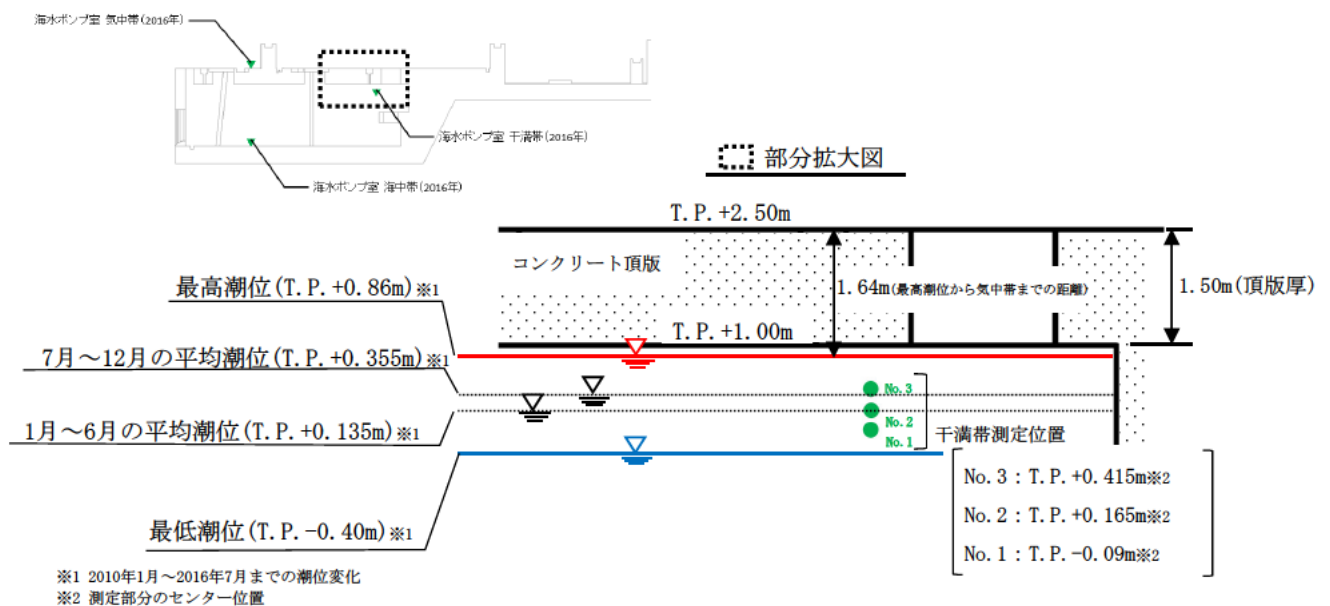 海水ポンプ室 気中帯(2016年)
海水ポンプ室 干満帯(2016年)
海水ポンプ室 海中帯(2016年)
部分拡大図
T.P.+2.50m
コンクリート頂版
最高潮位(T.P.+0.86m)※1
1.64m(最高潮位から気中帯までの距離)
1.50m(頂版厚)
T.P.+1.00m
7月~12月の平均潮位(T.P.+0.355m)※1
No.3
No.2
1月~6月の平均潮位(T.P.+0.135m)※1
No.1
干満帯測定位置
No.3:T.P.+0.415m※2
No.2:T.P.+0.165m※2
No.1:T.P.-0.09m※2
最低潮位(T.P.-0.40m)※1
※1 2010年1月~2016年7月までの潮位変化
※2 測定部分のセンター位置